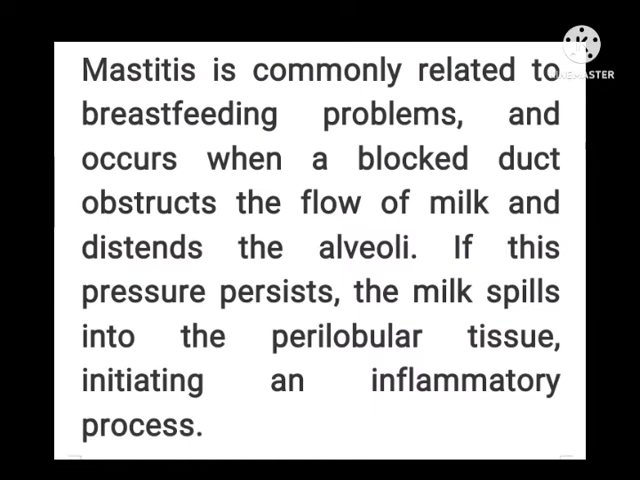 Mastitis is commonly related to
breastfeeding problems, and
occurs when a blocked duct
obstructs the flow of milk and
distends the alveoli. If this
pressure persists, the milk spills
into the perilobular tissue,
initiating an inflammatory
process.